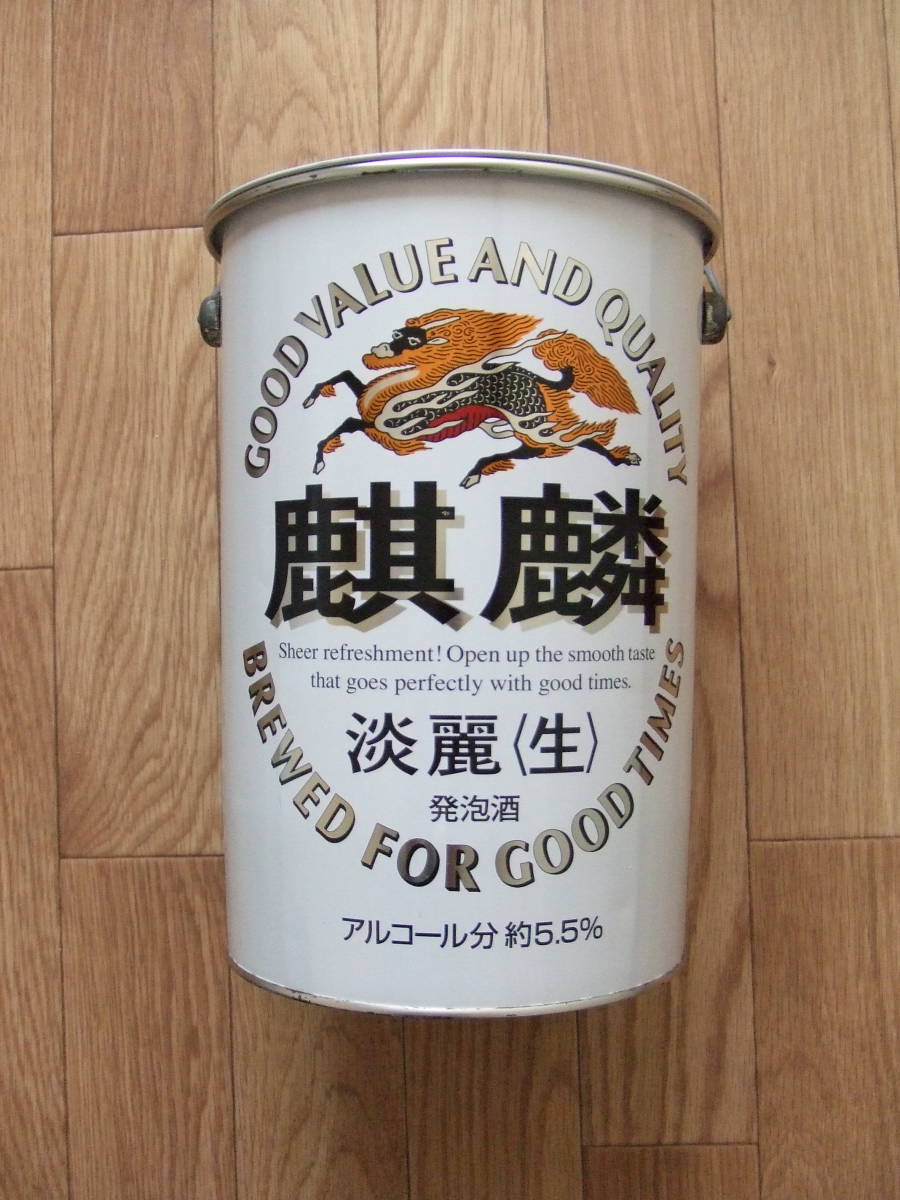 GOOD VALUE AND QUALITY
麒麟
Sheer refreshment! Open up the smooth taste
that goes perfectly with good times.
淡麗〈生〉
発泡酒
BREWED FOR GOOD TIMES
アルコール分 約5.5%